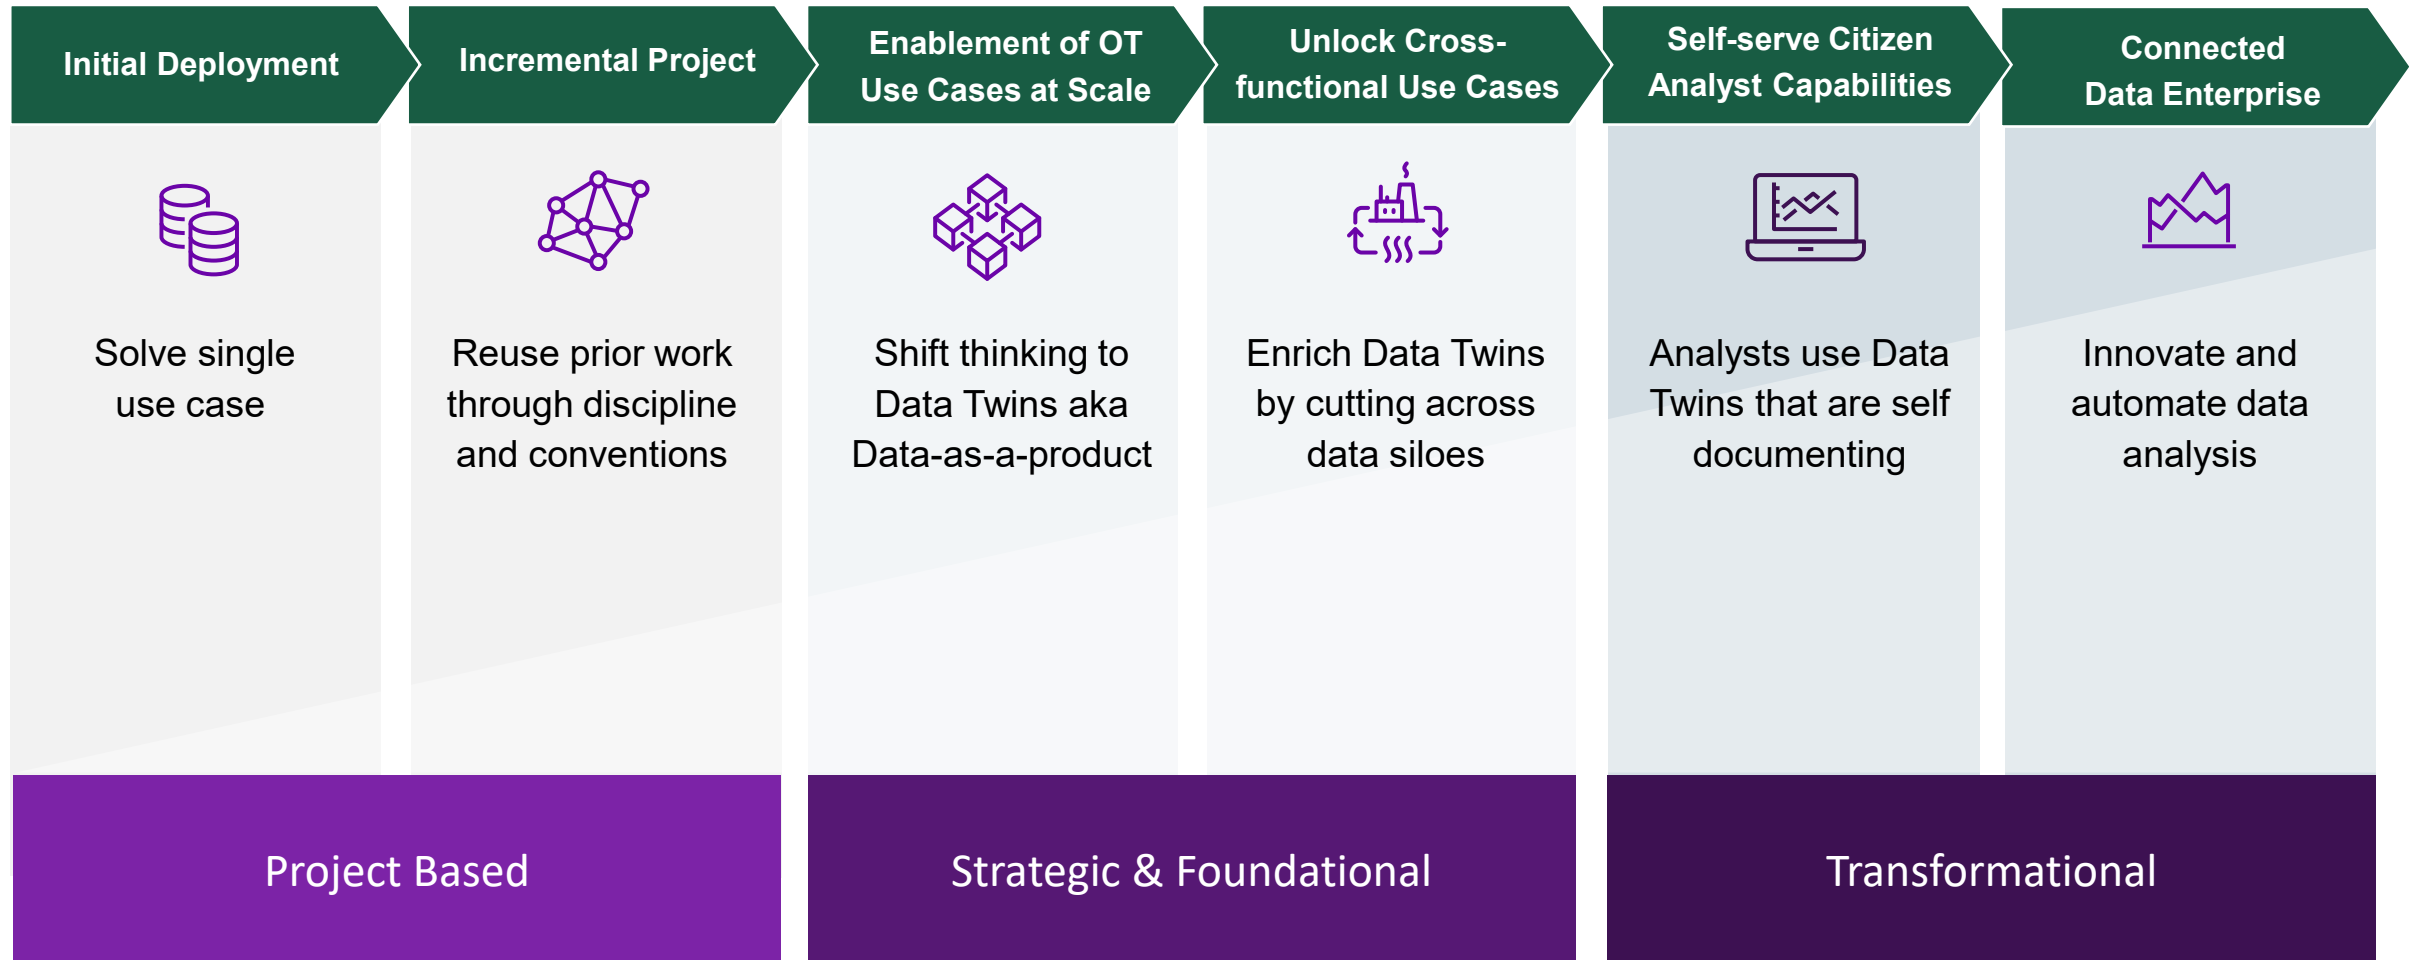 Initial Deployment
Incremental Project
Enablement of OT
Use Cases at Scale
Unlock Cross-
functional Use Cases
Self-serve Citizen
Analyst Capabilities
Connected
Data Enterprise
Solve single
use case
Reuse prior work
through discipline
and conventions
Shift thinking to
Data Twins aka
Data-as-a-product
Enrich Data Twins
by cutting across
data siloes
Analysts use Data
Twins that are self
documenting
Innovate and
automate data
analysis
Project Based
Strategic & Foundational
Transformational